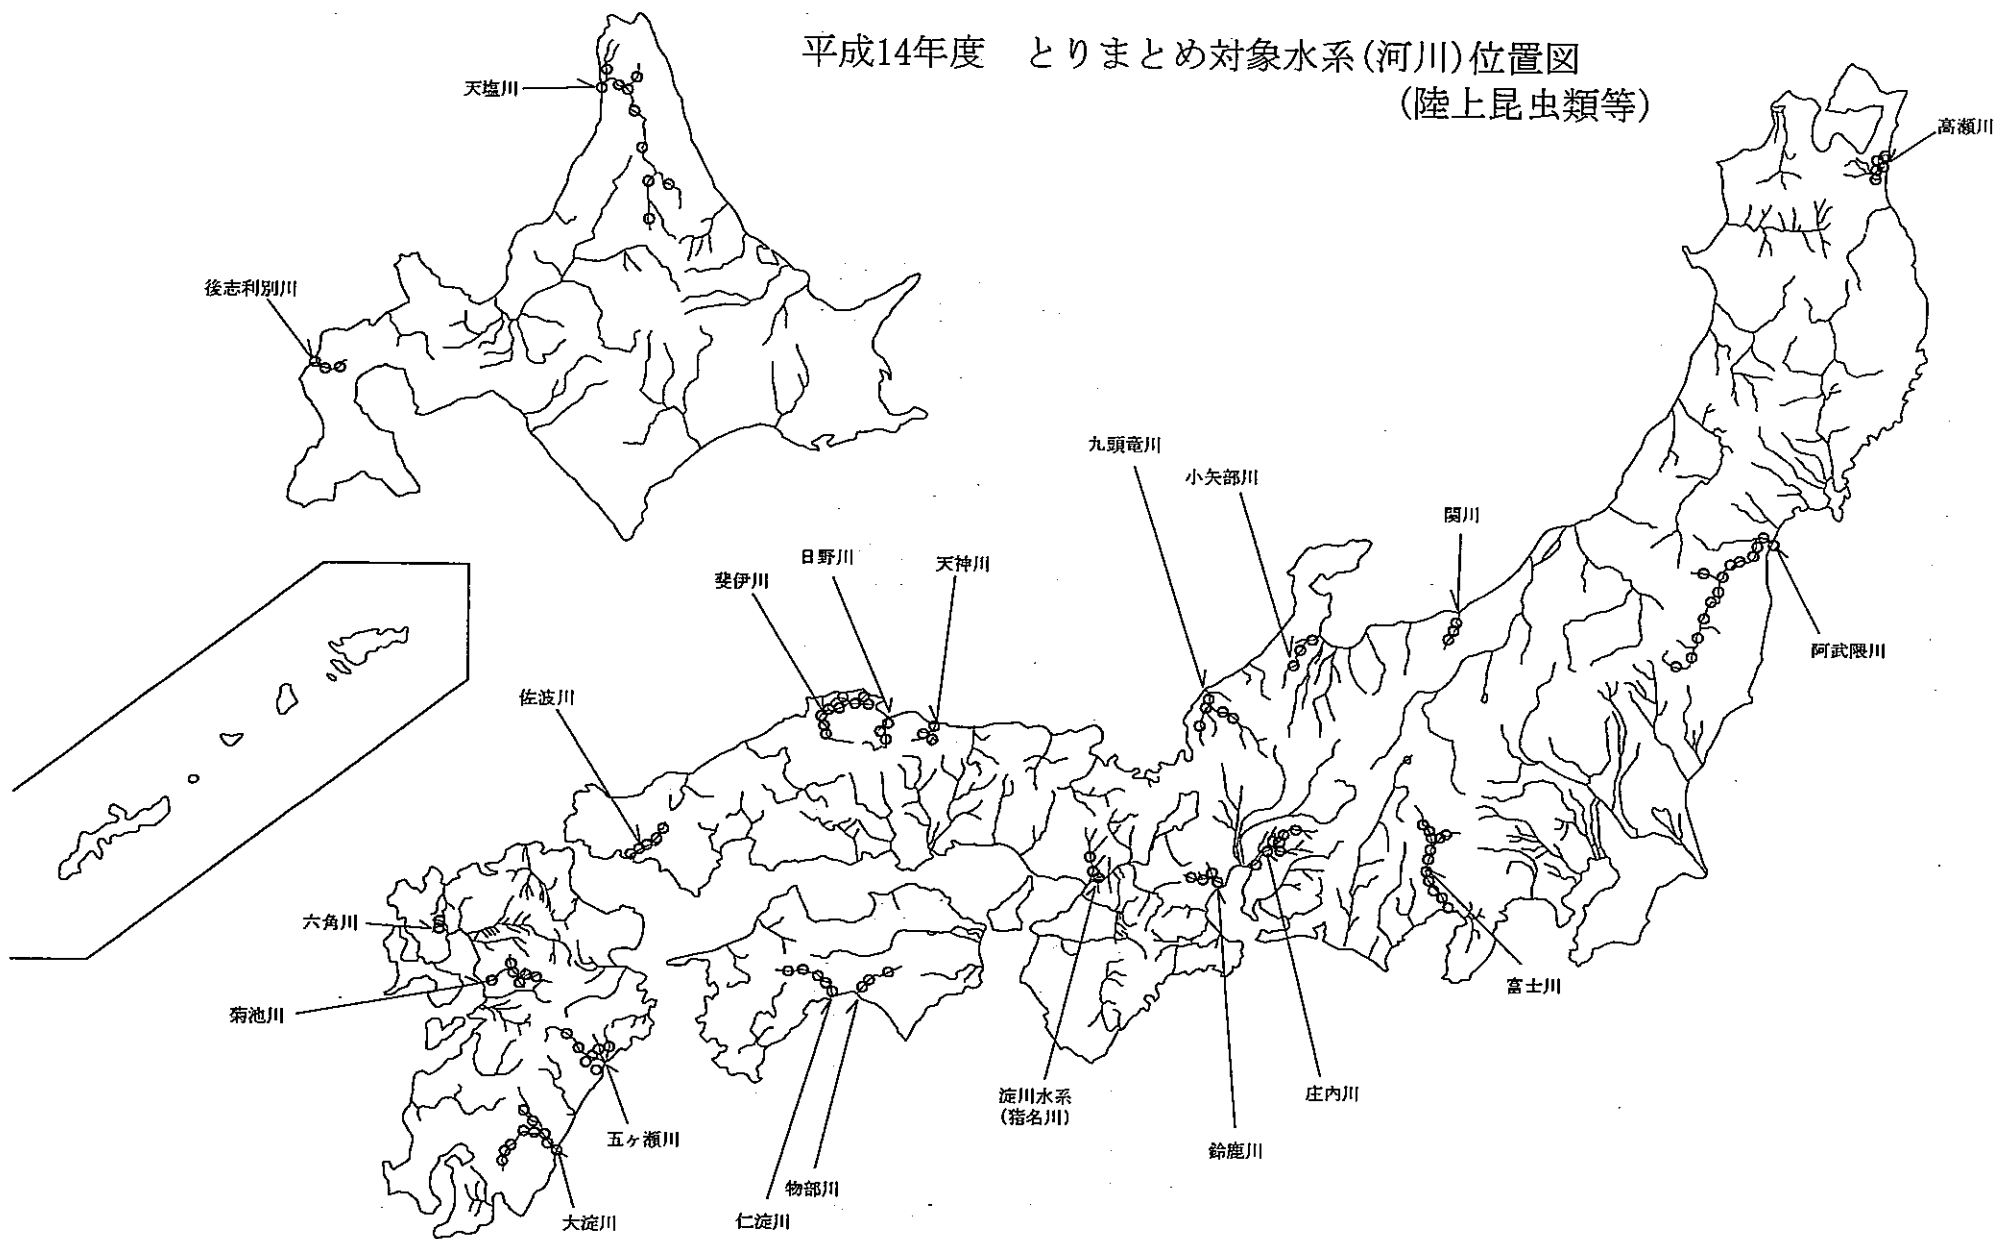 平成14年度　とりまとめ対象水系(河川)位置図
(陸上昆虫類等)
天塩川
高瀬川
後志利別川
九頭竜川
小矢部川
関川
日野川
天神川
斐伊川
阿武隈川
佐波川
六角川
富士川
菊池川
淀川水系
(猪名川)
庄内川
五ヶ瀬川
鈴鹿川
物部川
仁淀川
大淀川